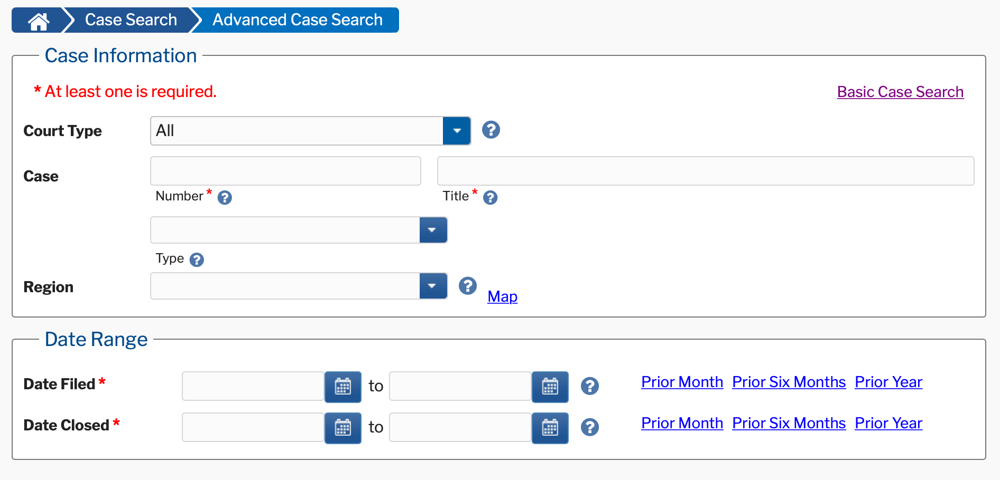 Case Search Advanced Case Search
Case Information
* At least one is required.
Basic Case Search
Court Type All ?
Case
Number * ? Title * ?
Type ?
Region ? Map
Date Range
Date Filed * to ? Prior Month Prior Six Months Prior Year
Date Closed * to ? Prior Month Prior Six Months Prior Year